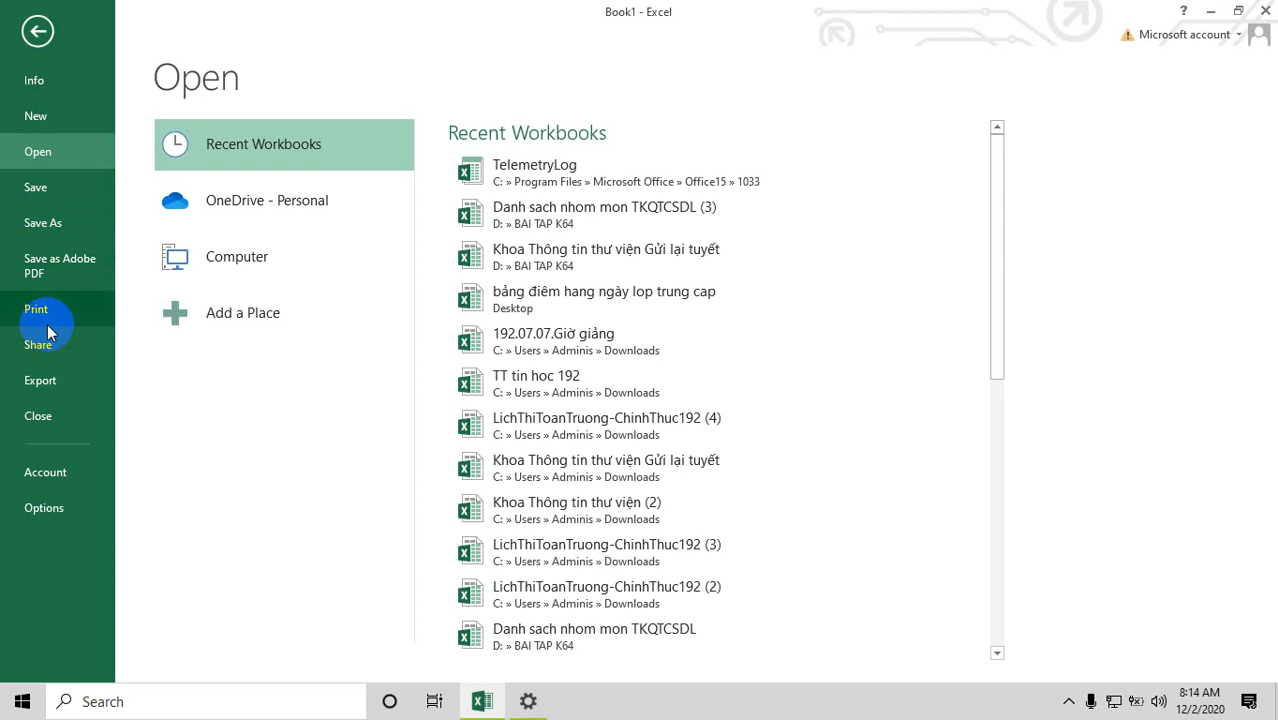 Book1 - Excel
?
Microsoft account
Info
New
Open
Save
Save As
Save as Adobe
PDF
Print
Share
Export
Close
Account
Options
Open
Recent Workbooks
OneDrive - Personal
Computer
Add a Place
Recent Workbooks
TelemetryLog
C: » Program Files » Microsoft Office » Office15 » 1033
Danh sach nhom mon TKQTCSDL (3)
D: » BAI TAP K64
Khoa Thông tin thư viện Gửi lại tuyết
D: » BAI TAP K64
bảng điêm hang ngày lop trung cap
Desktop
192.07.07.Giờ giảng
C: » Users » Adminis » Downloads
TT tin hoc 192
C: » Users » Adminis » Downloads
LichThiToanTruong-ChinhThuc192 (4)
C: » Users » Adminis » Downloads
Khoa Thông tin thư viện Gửi lại tuyết
C: » Users » Adminis » Downloads
Khoa Thông tin thư viện (2)
C: » Users » Adminis » Downloads
LichThiToanTruong-ChinhThuc192 (3)
C: » Users » Adminis » Downloads
LichThiToanTruong-ChinhThuc192 (2)
C: » Users » Adminis » Downloads
Danh sach nhom mon TKQTCSDL
D: » BAI TAP K64
Search
8:14 AM
12/2/2020